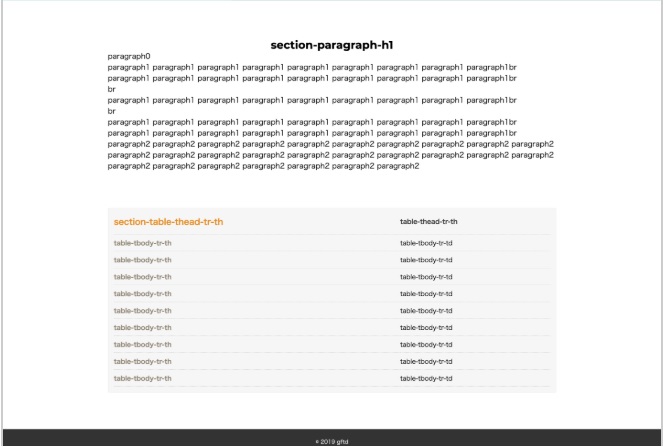 section-paragraph-h1
paragraph0
paragraph1 paragraph1 paragraph1 paragraph1 paragraph1 paragraph1 paragraph1 paragraph1 paragraph1br
paragraph1 paragraph1 paragraph1 paragraph1 paragraph1 paragraph1 paragraph1 paragraph1 paragraph1br
br
paragraph1 paragraph1 paragraph1 paragraph1 paragraph1 paragraph1 paragraph1 paragraph1 paragraph1br
br
paragraph1 paragraph1 paragraph1 paragraph1 paragraph1 paragraph1 paragraph1 paragraph1 paragraph1br
paragraph1 paragraph1 paragraph1 paragraph1 paragraph1 paragraph1 paragraph1 paragraph1 paragraph1br
paragraph2 paragraph2 paragraph2 paragraph2 paragraph2 paragraph2 paragraph2 paragraph2 paragraph2 paragraph2
paragraph2 paragraph2 paragraph2 paragraph2 paragraph2 paragraph2 paragraph2 paragraph2 paragraph2 paragraph2
paragraph2 paragraph2 paragraph2 paragraph2 paragraph2 paragraph2 paragraph2
section-table-thead-tr-th table-thead-tr-th
table-tbody-tr-th table-tbody-tr-td
table-tbody-tr-th table-tbody-tr-td
table-tbody-tr-th table-tbody-tr-td
table-tbody-tr-th table-tbody-tr-td
table-tbody-tr-th table-tbody-tr-td
table-tbody-tr-th table-tbody-tr-td
table-tbody-tr-th table-tbody-tr-td
table-tbody-tr-th table-tbody-tr-td
table-tbody-tr-th table-tbody-tr-td
© 2019 gftd